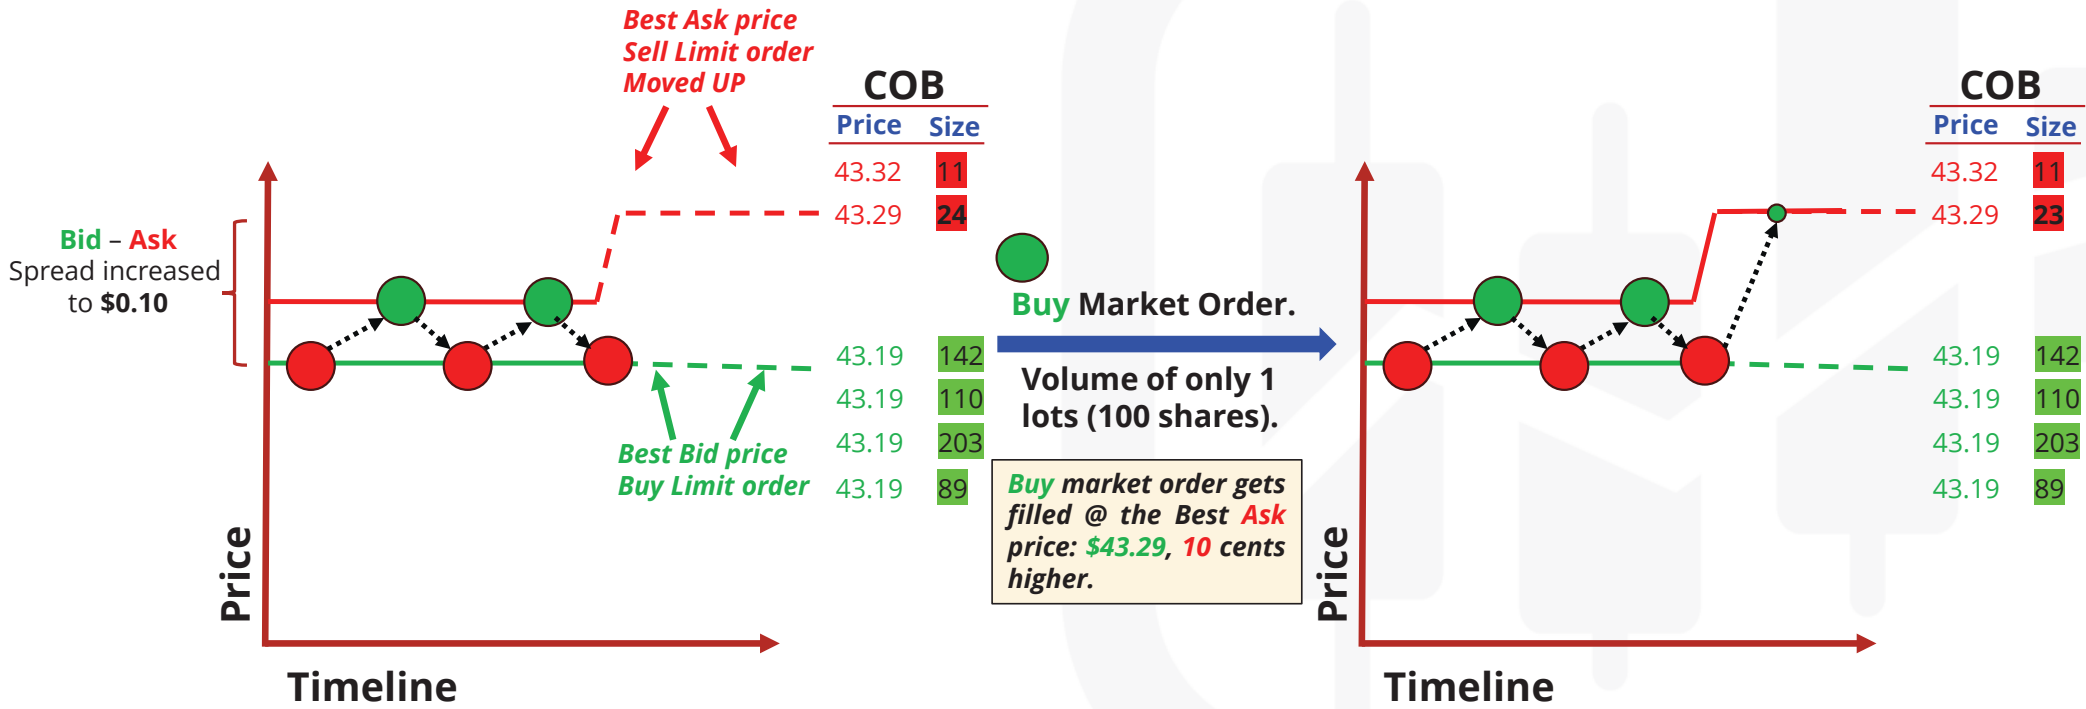 Best Ask price
Sell Limit order
Moved UP
COB
Price Size
43.32 11
43.29 24
Bid – Ask
Spread increased
to $0.10
43.19 142
43.19 110
43.19 203
43.19 89
Best Bid price
Buy Limit order
Price
Timeline
Buy Market Order.
Volume of only 1
lots (100 shares).
Buy market order gets
filled @ the Best Ask
price: $43.29, 10 cents
higher.
COB
Price Size
43.32 11
43.29 23
43.19 142
43.19 110
43.19 203
43.19 89
Price
Timeline